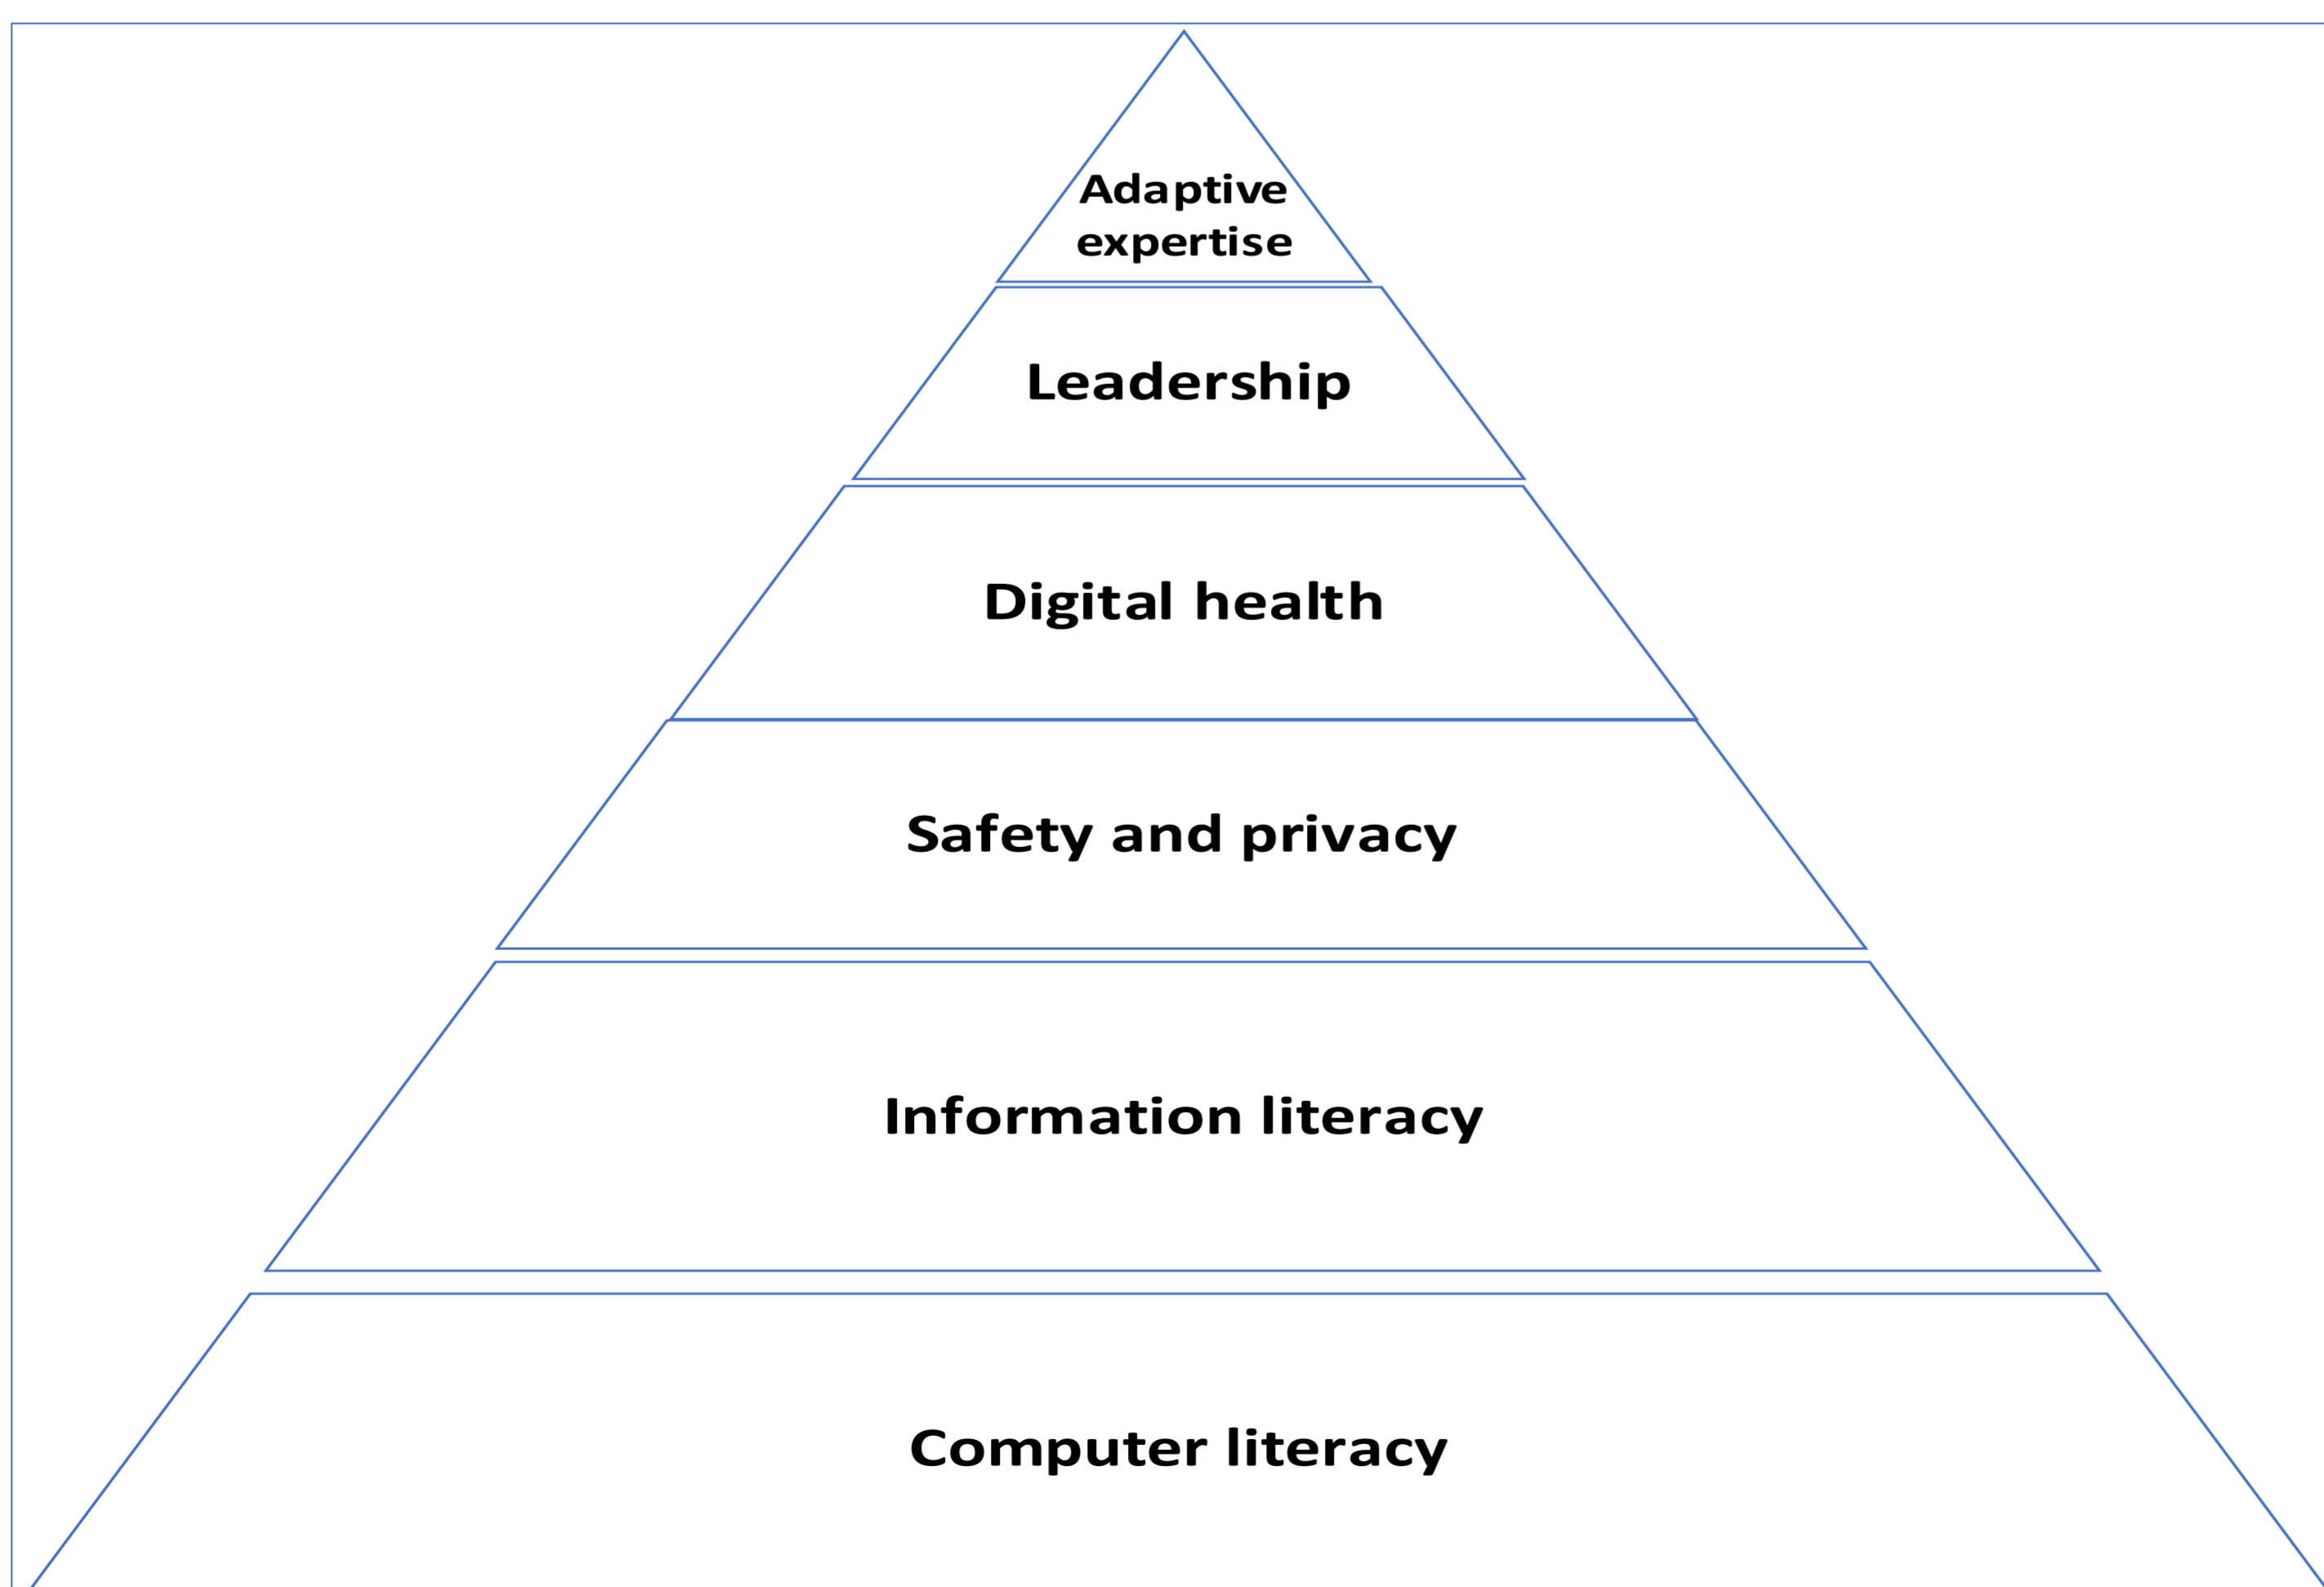 Adaptive
expertise
Leadership
Digital health
Safety and privacy
Information literacy
Computer literacy